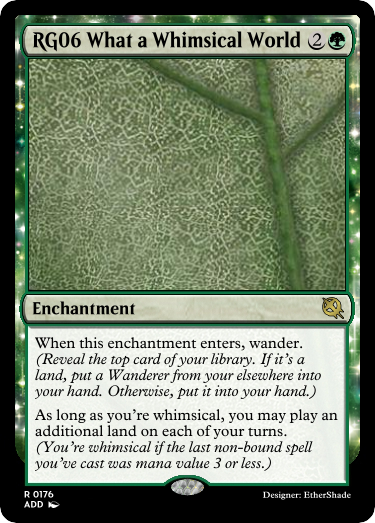 RG06 What a Whimsical World 2
Enchantment
When this enchantment enters, wander.
(Reveal the top card of your library. If it's a
land, put a Wanderer from your elsewhere into
your hand. Otherwise, put it into your hand.)
As long as you're whimsical, you may play an
additional land on each of your turns.
(You're whimsical if the last non-bound spell
you've cast was mana value 3 or less.)
R 0176
ADD
Designer: EtherShade